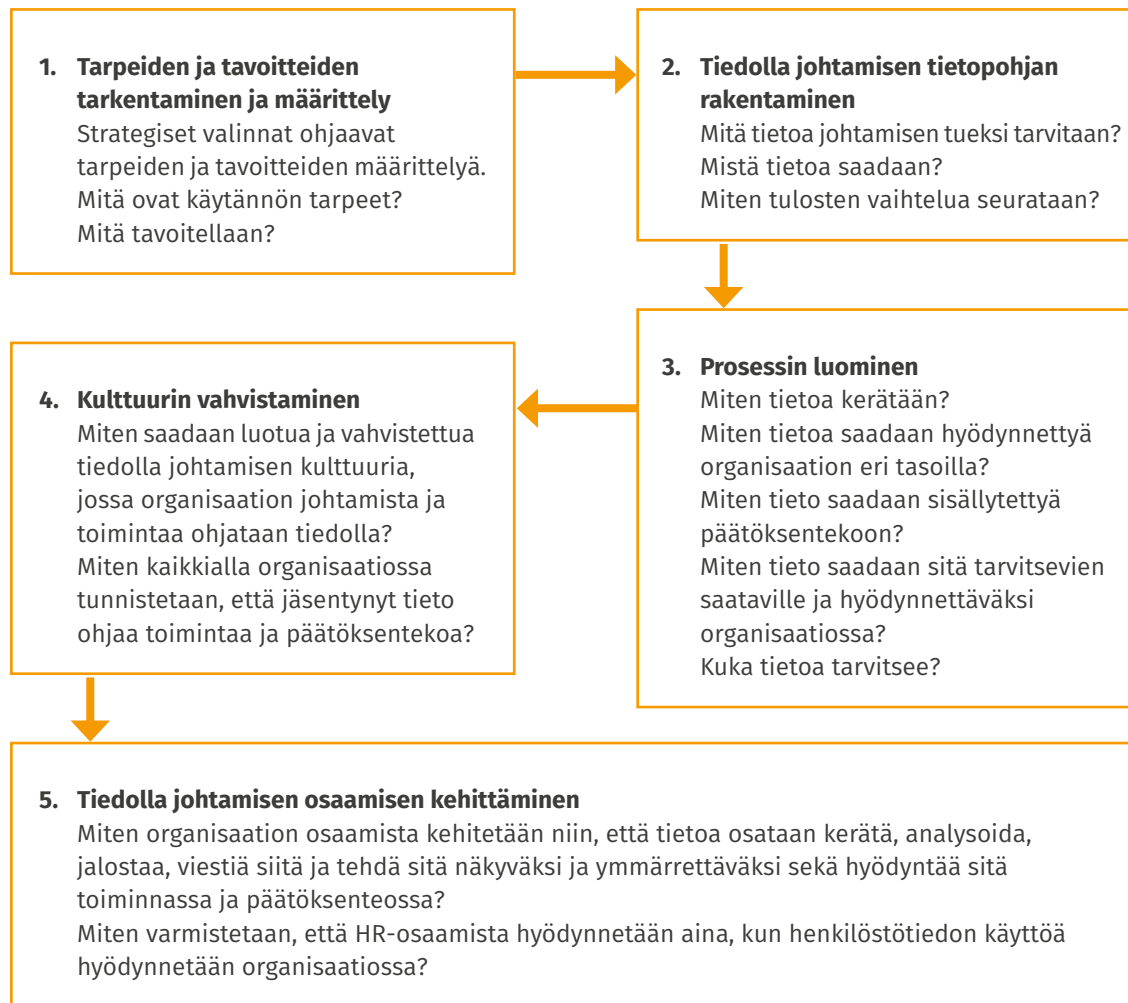 1. Tarpeiden ja tavoitteiden
tarkentaminen ja määrittely
Strategiset valinnat ohjaavat
tarpeiden ja tavoitteiden määrittelyä.
Mitä ovat käytännön tarpeet?
Mitä tavoitellaan?
2. Tiedolla johtamisen tietopohjan
rakentaminen
Mitä tietoa johtamisen tueksi tarvitaan?
Mistä tietoa saadaan?
Miten tulosten vaihtelua seurataan?
3. Prosessin luominen
Miten tietoa kerätään?
Miten tietoa saadaan hyödynnettyä
organisaation eri tasoilla?
Miten tieto saadaan sisällytettyä
päätöksentekoon?
Miten tieto saadaan sitä tarvitsevien
saataville ja hyödynnettäväksi
organisaatiossa?
Kuka tietoa tarvitsee?
4. Kulttuurin vahvistaminen
Miten saadaan luotua ja vahvistettua
tiedolla johtamisen kulttuuria,
jossa organisaation johtamista ja
toimintaa ohjataan tiedolla?
Miten kaikkialla organisaatiossa
tunnistetaan, että jäsentynyt tieto
ohjaa toimintaa ja päätöksentekoa?
5. Tiedolla johtamisen osaamisen kehittäminen
Miten organisaation osaamista kehitetään niin, että tietoa osataan kerätä, analysoida,
jalostaa, viestiä siitä ja tehdä sitä näkyväksi ja ymmärrettäväksi sekä hyödyntää sitä
toiminnassa ja päätöksenteossa?
Miten varmistetaan, että HR-osaamista hyödynnetään aina, kun henkilöstötiedon käyttöä
hyödynnetään organisaatiossa?